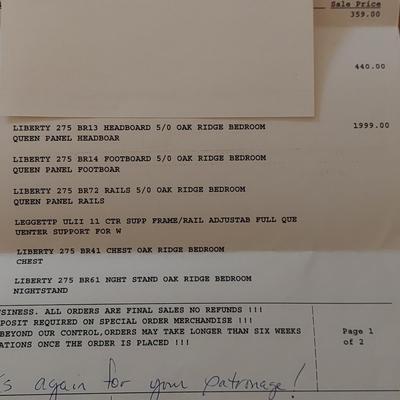 Sale Price
359.00
440.00
LIBERTY 275 BR13 HEADBOARD 5/0 OAK RIDGE BEDROOM 1999.00
QUEEN PANEL HEADBOAR
LIBERTY 275 BR14 FOOTBOARD 5/0 OAK RIDGE BEDROOM
QUEEN PANEL FOOTBOAR
LIBERTY 275 BR72 RAILS 5/0 OAK RIDGE BEDROOM
QUEEN PANEL RAILS
LEGGETTP ULII 11 CTR SUPP FRAME/RAIL ADJUSTAB FULL QUE
UENTER SUPPORT FOR W
LIBERTY 275 BR41 CHEST OAK RIDGE BEDROOM
CHEST
LIBERTY 275 BR61 NGHT STAND OAK RIDGE BEDROOM
NIGHTSTAND
SINESS. ALL ORDERS ARE FINAL SALES NO REFUNDS !!!
POSIT REQUIRED ON SPECIAL ORDER MERCHANDISE !!!
BEYOND OUR CONTROL,ORDERS MAY TAKE LONGER THAN SIX WEEKS Page 1
ATIONS ONCE THE ORDER IS PLACED !!! of 2
again for your patronage!